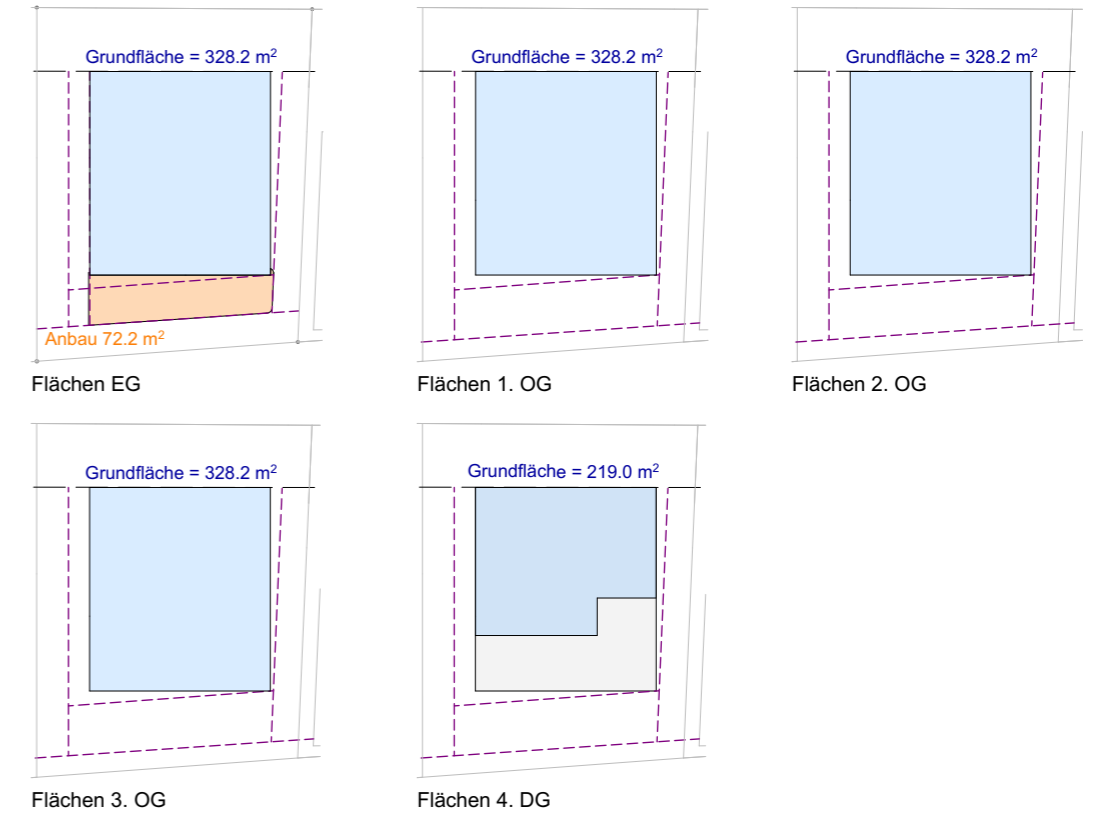 Grundfläche = 328.2 m²
Grundfläche = 328.2 m²
Grundfläche = 328.2 m²
Anbau 72.2 m²
Flächen EG
Flächen 1. OG
Flächen 2. OG
Grundfläche = 328.2 m²
Grundfläche = 219.0 m²
Flächen 3. OG
Flächen 4. DG